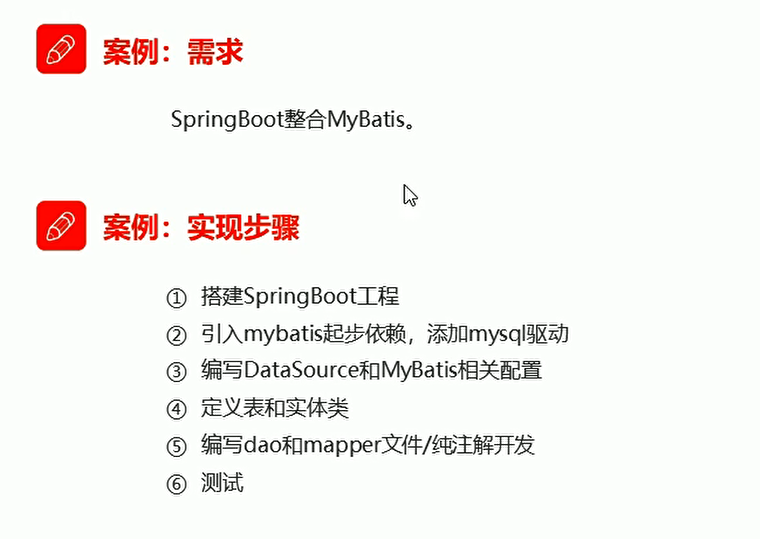 案例：需求
SpringBoot整合MyBatis。
案例：实现步骤
① 搭建SpringBoot工程
② 引入mybatis起步依赖，添加mysql驱动
③ 编写DataSource和MyBatis相关配置
④ 定义表和实体类
⑤ 编写dao和mapper文件/纯注解开发
⑥ 测试